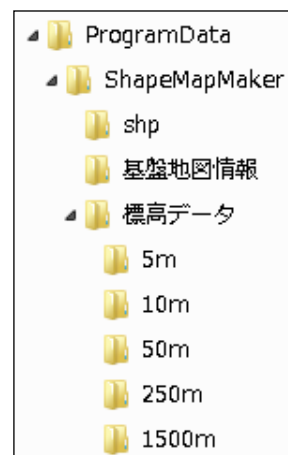 ProgramData
ShapeMapMaker
shp
基盤地図情報
標高データ
5m
10m
50m
250m
1500m